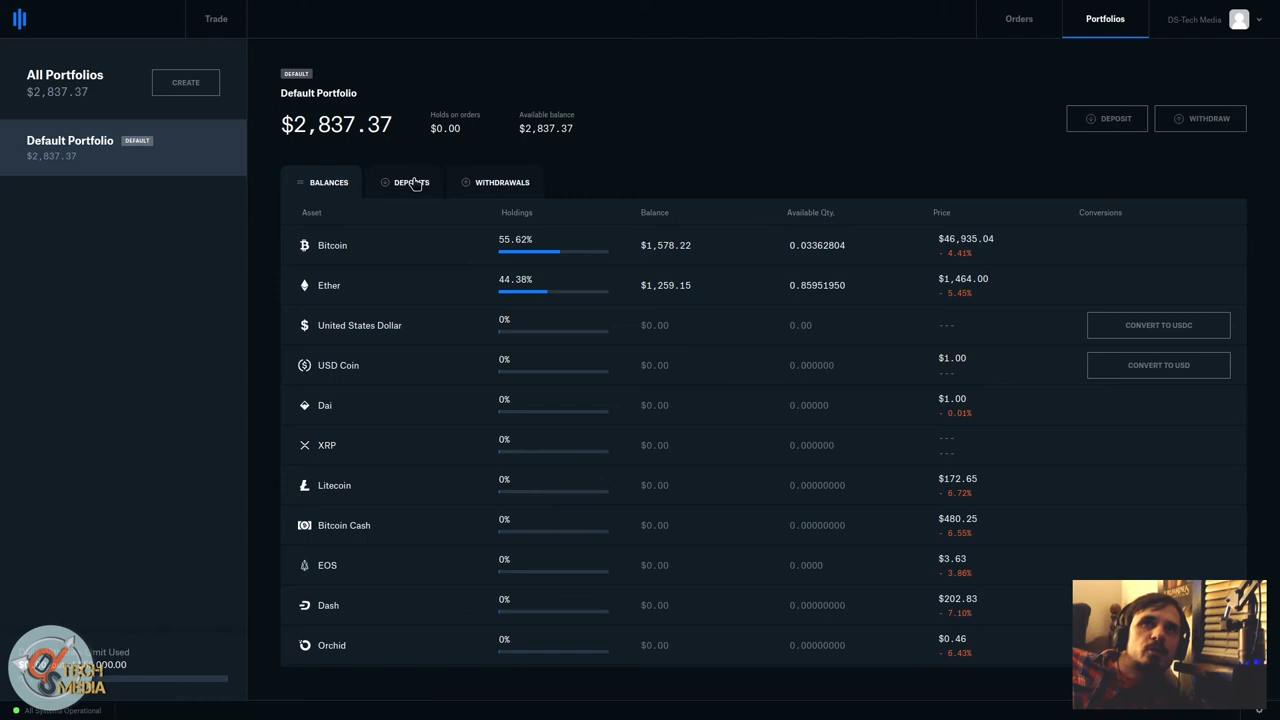 Trade
Orders
Portfolios
DS-Tech Media
All Portfolios
$2,837.37
CREATE
Default Portfolio DEFAULT
$2,837.37
DEFAULT
Default Portfolio
$2,837.37
Holds on orders
$0.00
Available balance
$2,837.37
DEPOSIT
WITHDRAW
BALANCES
WITHDRAWALS
Asset Holdings Balance Available Qty. Price Conversions
Bitcoin 55.62% $1,578.22 0.03362804 $46,935.04
- 4.41%
Ether 44.38% $1,259.15 0.85951950 $1,464.00
- 5.45%
United States Dollar 0% $0.00 0.00 --- CONVERT TO USDC
USD Coin 0% $0.00 0.000000 $1.00 CONVERT TO USD
---
Dai 0% $0.00 0.00000 $1.00
- 0.01%
XRP 0% $0.00 0.000000 ---
---
Litecoin 0% $0.00 0.00000000 $172.65
- 6.72%
Bitcoin Cash 0% $0.00 0.00000000 $480.25
- 6.55%
EOS 0% $0.00 0.0000 $3.63
- 3.86%
Dash 0% $0.00 0.00000000 $202.83
- 7.10%
Orchid 0% $0.00 0.00000000 $0.46
- 6.43%
Used
TECH
MEDIA
All Systems Operational